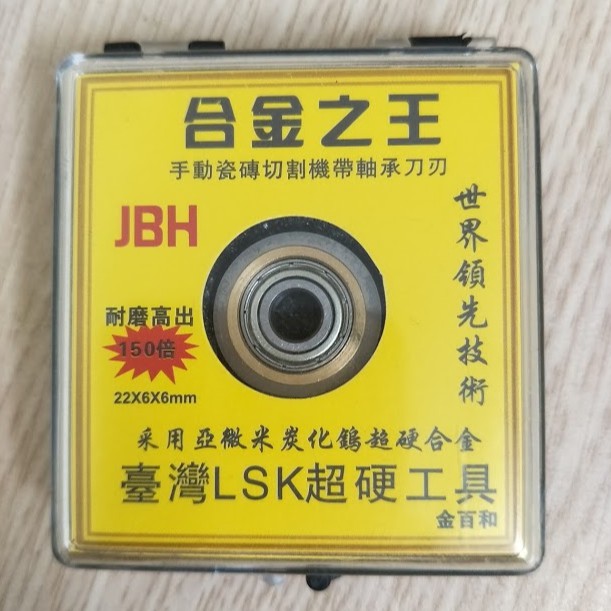 合金之王
手動瓷磚切割機帶軸承刀刃
JBH
世界領先技術
耐磨高出
150倍
22X6X6mm
采用亞微米炭化鎢超硬合金
臺灣LSK超硬工具
金百和